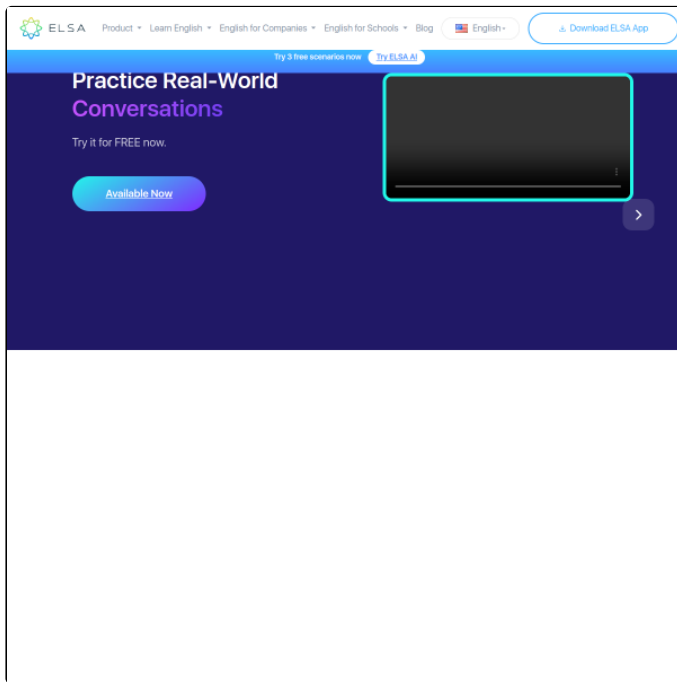 ELSA Product Learn English English for Companies English for Schools Blog English Download ELSA App
Try 3 free scenarios now Try ELSA AI
Practice Real-World
Conversations
Try it for FREE now.
Available Now